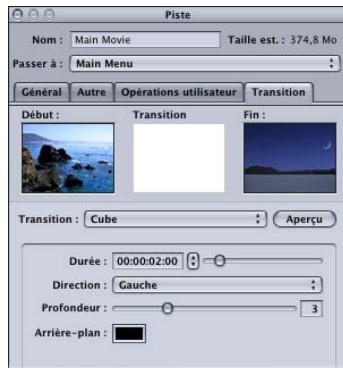 Piste
Nom : Main Movie Taille est. : 374,8 Mo
Passer à : Main Menu
Général Autre Opérations utilisateur Transition
Début : Transition Fin :
Transition : Cube Aperçu
Durée : 00:00:02:00
Direction : Gauche
Profondeur : 3
Arrière-plan :